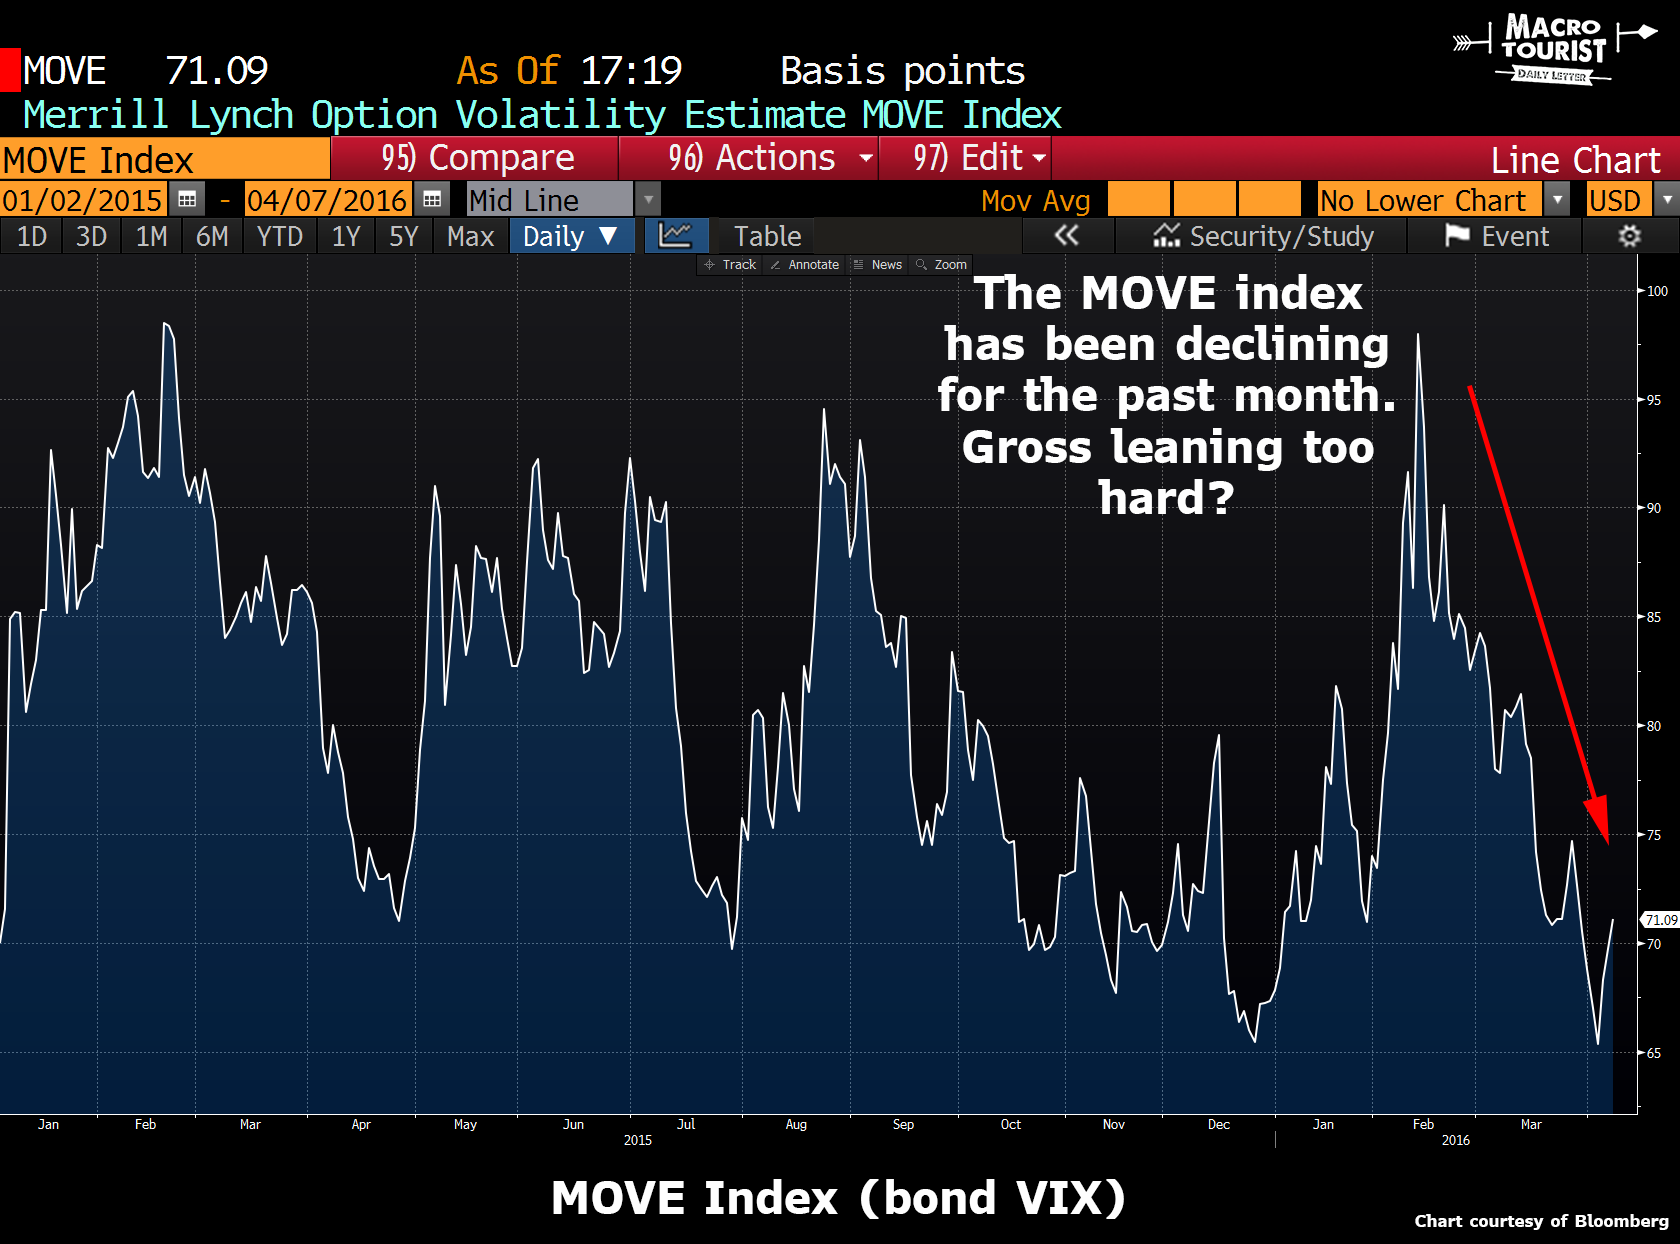 MACRO
TOURIST
DAILY LETTER
MOVE 71.09 As Of 17:19 Basis points
Merrill Lynch Option Volatility Estimate MOVE Index
MOVE Index 95) Compare 96) Actions 97) Edit Line Chart
01/02/2015 - 04/07/2016 Mid Line Mov Avg No Lower Chart USD
1D 3D 1M 6M YTD 1Y 5Y Max Daily ▼ Table « Security/Study Event
Track Annotate News Zoom
The MOVE index
has been declining
for the past month.
Gross leaning too
hard?
100
95
90
85
80
75
71.09
70
65
Jan Feb Mar Apr May Jun Jul Aug Sep Oct Nov Dec Jan Feb Mar
2015 2016
MOVE Index (bond VIX)
Chart courtesy of Bloomberg